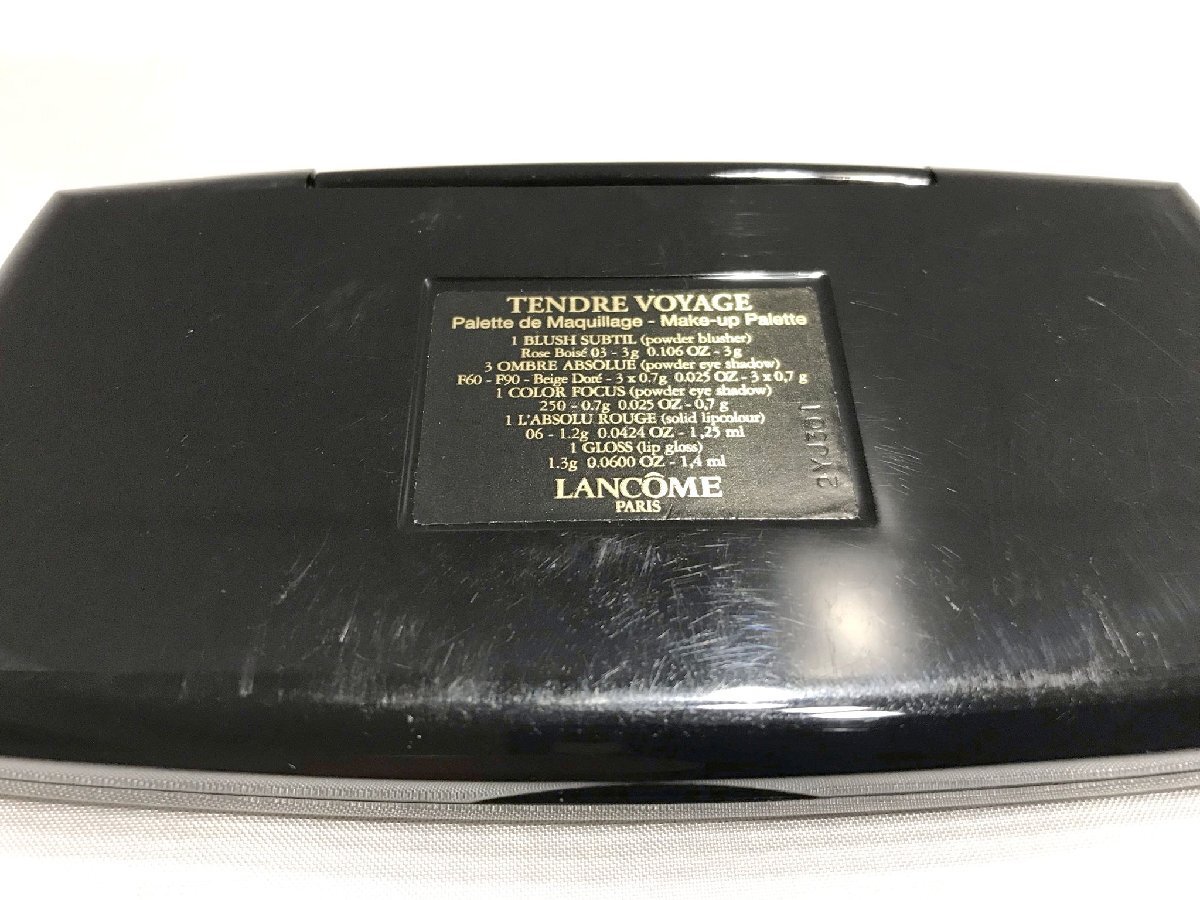 TENDRE VOYAGE
Palette de Maquillage - Make-up Palette
1 BLUSH SUBTIL (powder blusher)
Rose Boisé 03 - 3g 0.106 OZ - 3g
3 OMBRE ABSOLUE (powder eye shadow)
F60 - F90 - Beige Doré - 3 x 0.7g 0.025 OZ - 3 x 0,7 g
1 COLOR FOCUS (powder eye shadow)
250 - 0.7g 0.025 OZ - 0,7 g
1 L'ABSOLU ROUGE (solid lipcolour)
06 - 1.2g 0.0424 OZ - 1,25 ml
1 GLOSS (lip gloss)
1.3g 0.0600 OZ - 1,4 ml
LANCÔME
PARIS
2YJ301